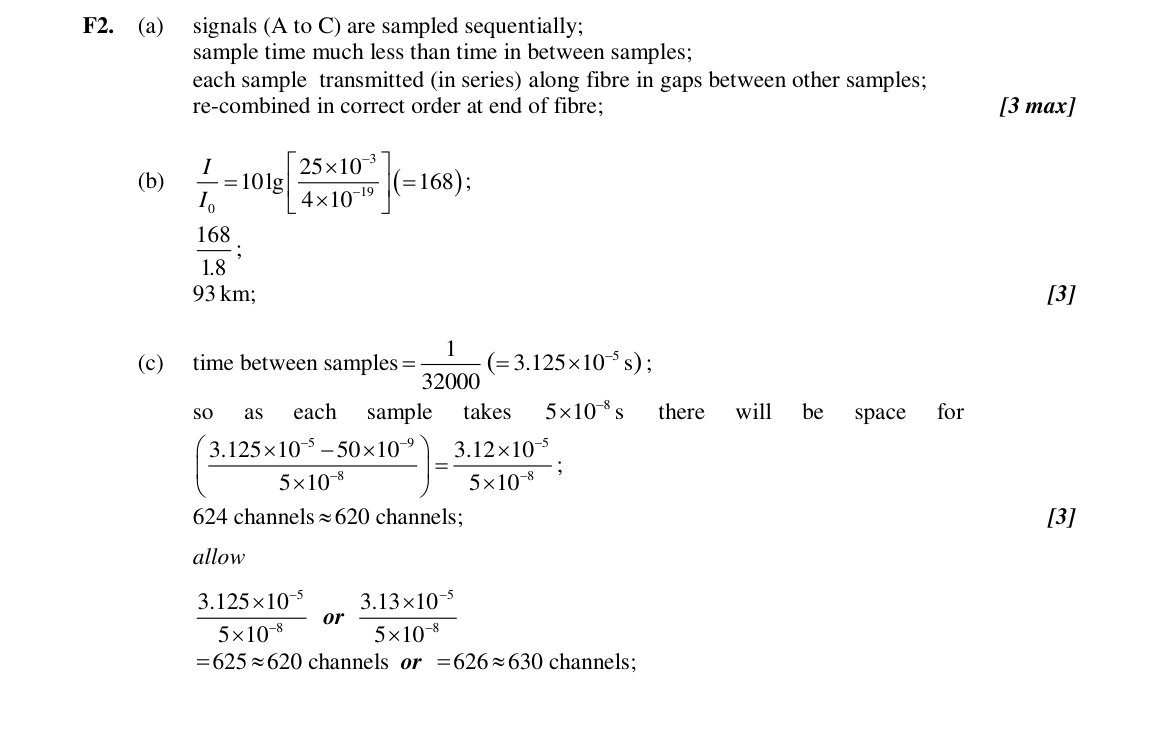 F2. (a) signals (A to C) are sampled sequentially;
sample time much less than time in between samples;
each sample transmitted (in series) along fibre in gaps between other samples;
re-combined in correct order at end of fibre; [3 max]
(b) I/I₀ = 10lg[25×10⁻³/4×10⁻¹⁹](=168);
168/1.8;
93 km; [3]
(c) time between samples = 1/32000 (= 3.125×10⁻⁵ s);
so as each sample takes 5×10⁻⁸ s there will be space for
(3.125×10⁻⁵ − 50×10⁻⁹/5×10⁻⁸) = 3.12×10⁻⁵/5×10⁻⁸;
624 channels ≈ 620 channels; [3]
allow
3.125×10⁻⁵/5×10⁻⁸ or 3.13×10⁻⁵/5×10⁻⁸
= 625 ≈ 620 channels or = 626 ≈ 630 channels;